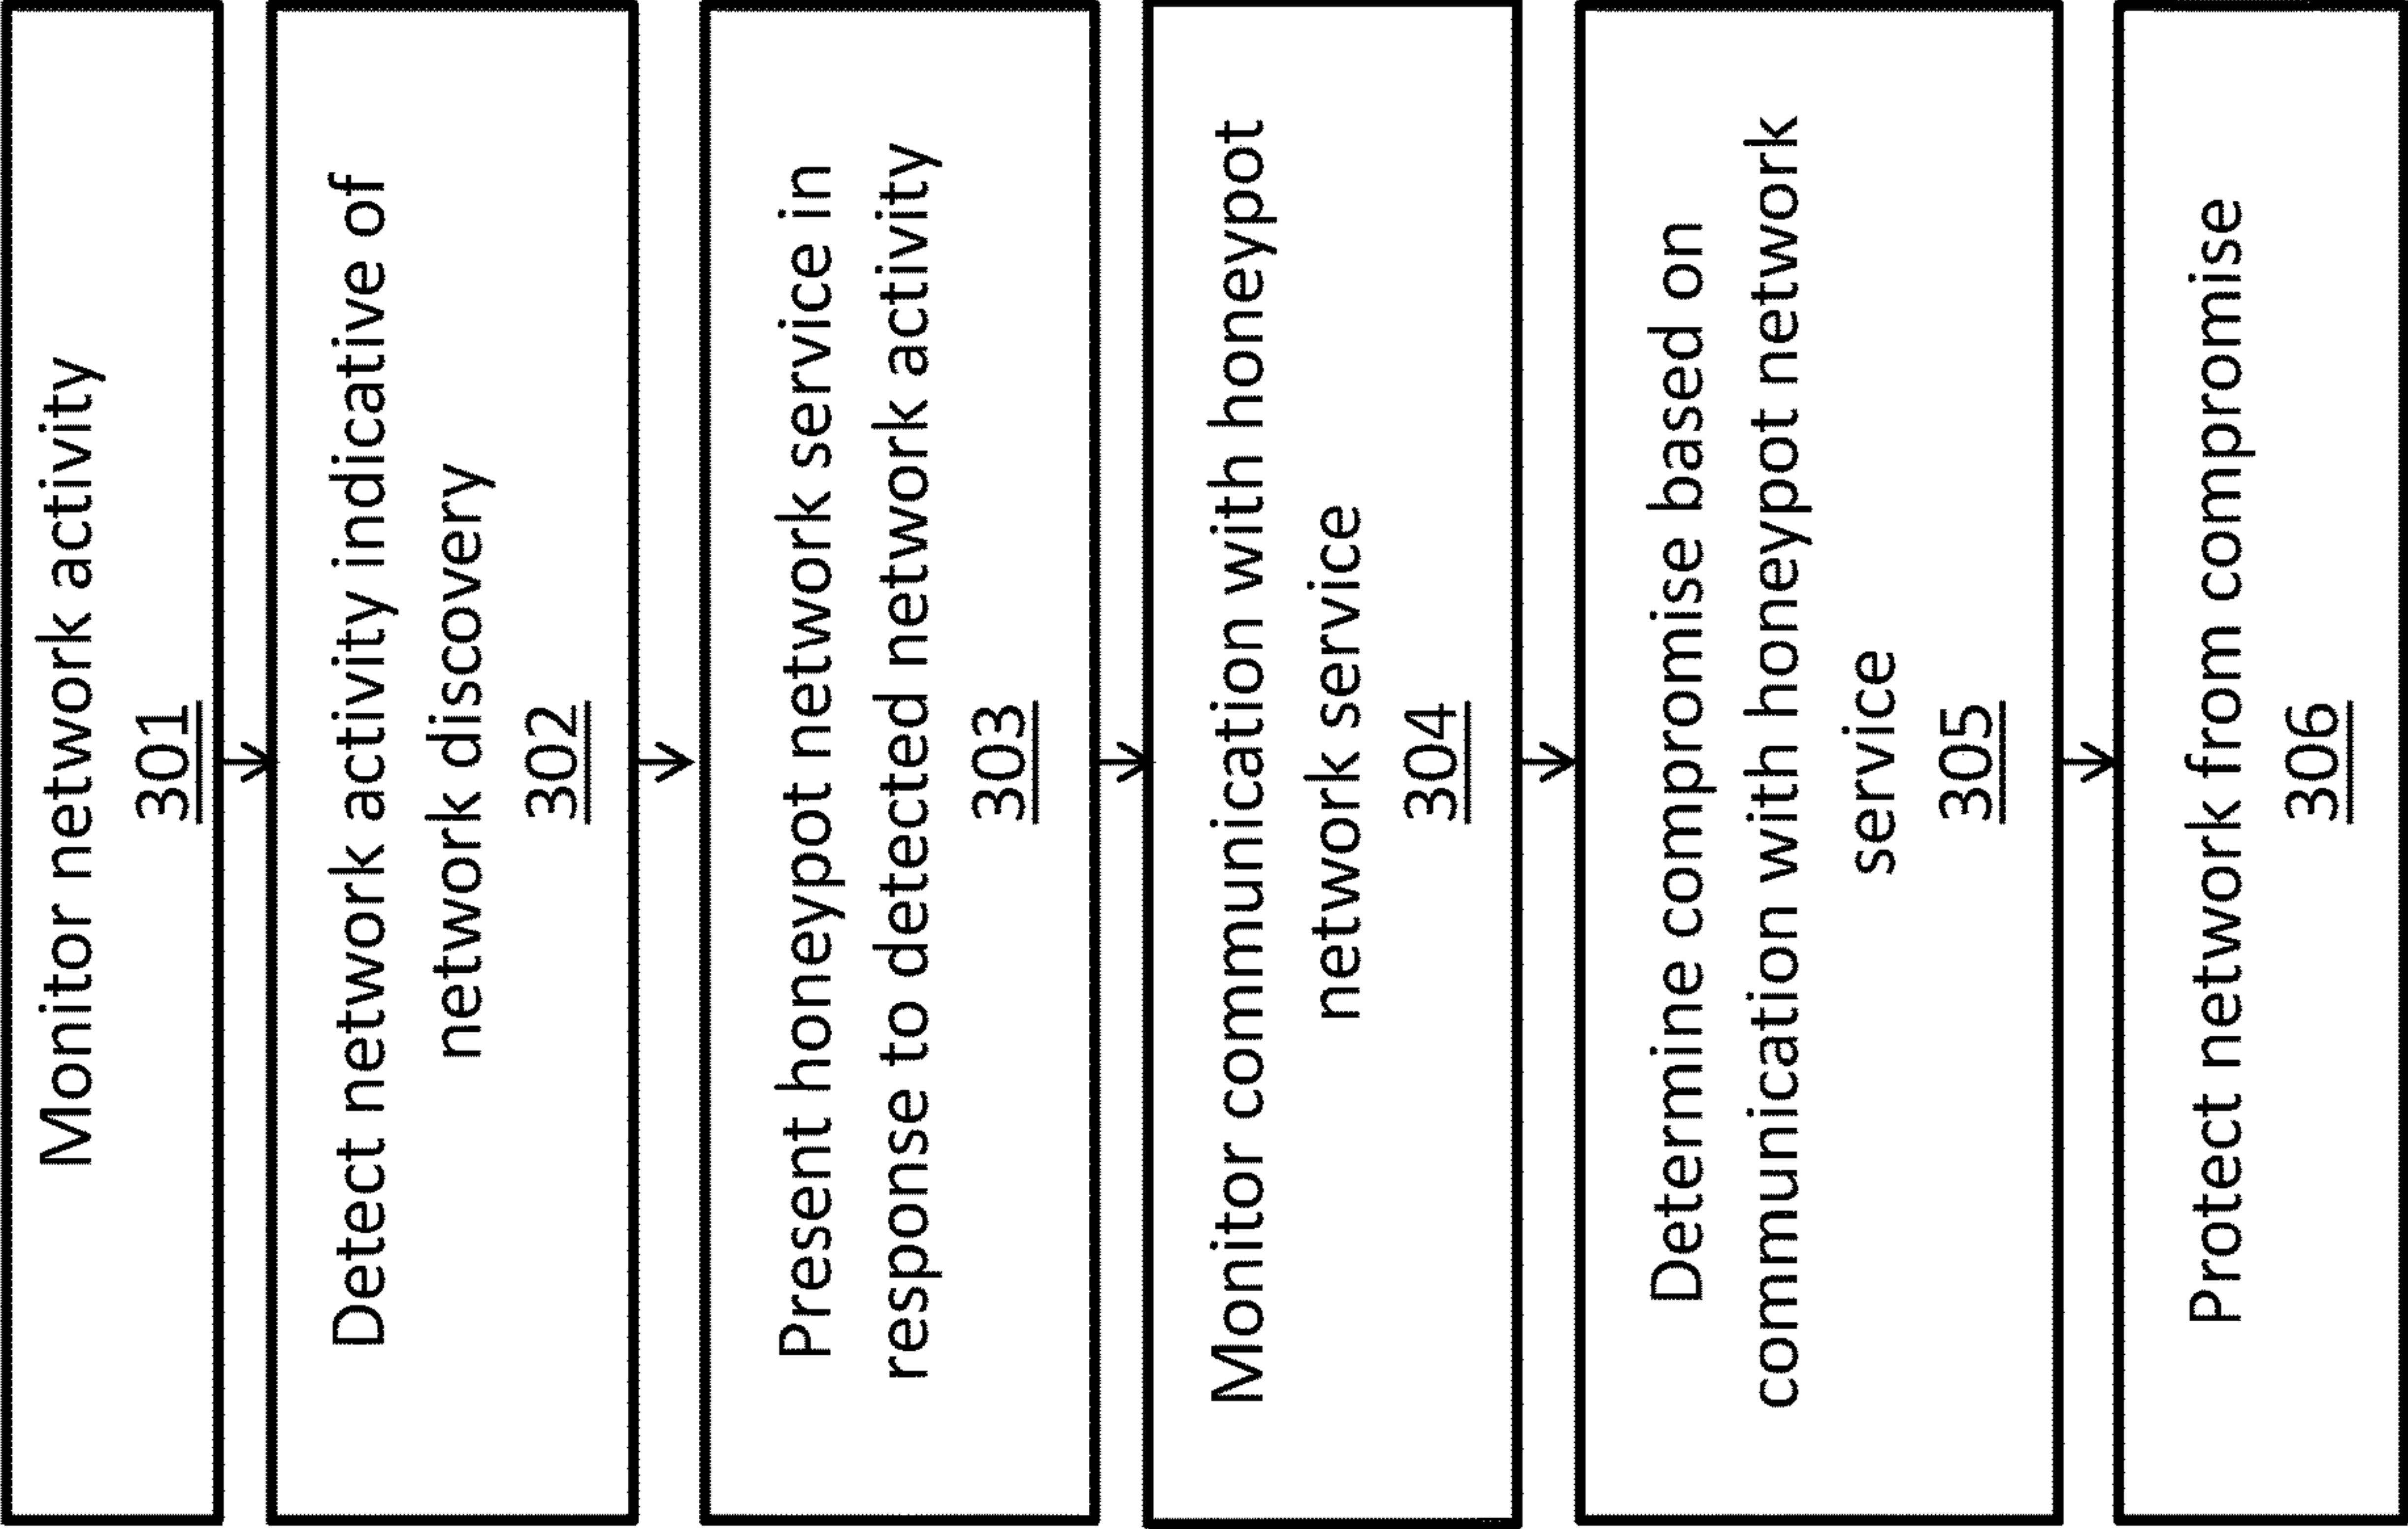 Monitor network activity
301
Detect network activity indicative of
network discovery
302
Present honeypot network service in
response to detected network activity
303
Monitor communication with honeypot
network service
304
Determine compromise based on
communication with honeypot network
service
305
Protect network from compromise
306